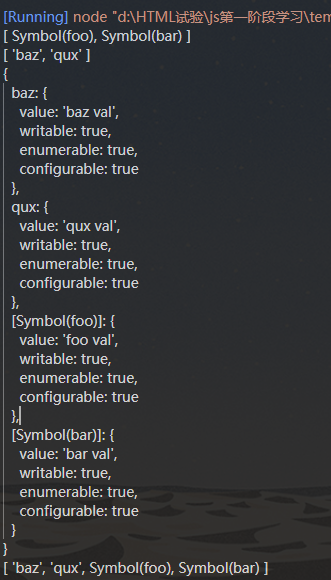 [Running] node "d:\HTML试验\js第一阶段学习\tem
[ Symbol(foo), Symbol(bar) ]
[ 'baz', 'qux' ]
{
  baz: {
    value: 'baz val',
    writable: true,
    enumerable: true,
    configurable: true
  },
  qux: {
    value: 'qux val',
    writable: true,
    enumerable: true,
    configurable: true
  },
  [Symbol(foo)]: {
    value: 'foo val',
    writable: true,
    enumerable: true,
    configurable: true
  },
  [Symbol(bar)]: {
    value: 'bar val',
    writable: true,
    enumerable: true,
    configurable: true
  }
}
[ 'baz', 'qux', Symbol(foo), Symbol(bar) ]